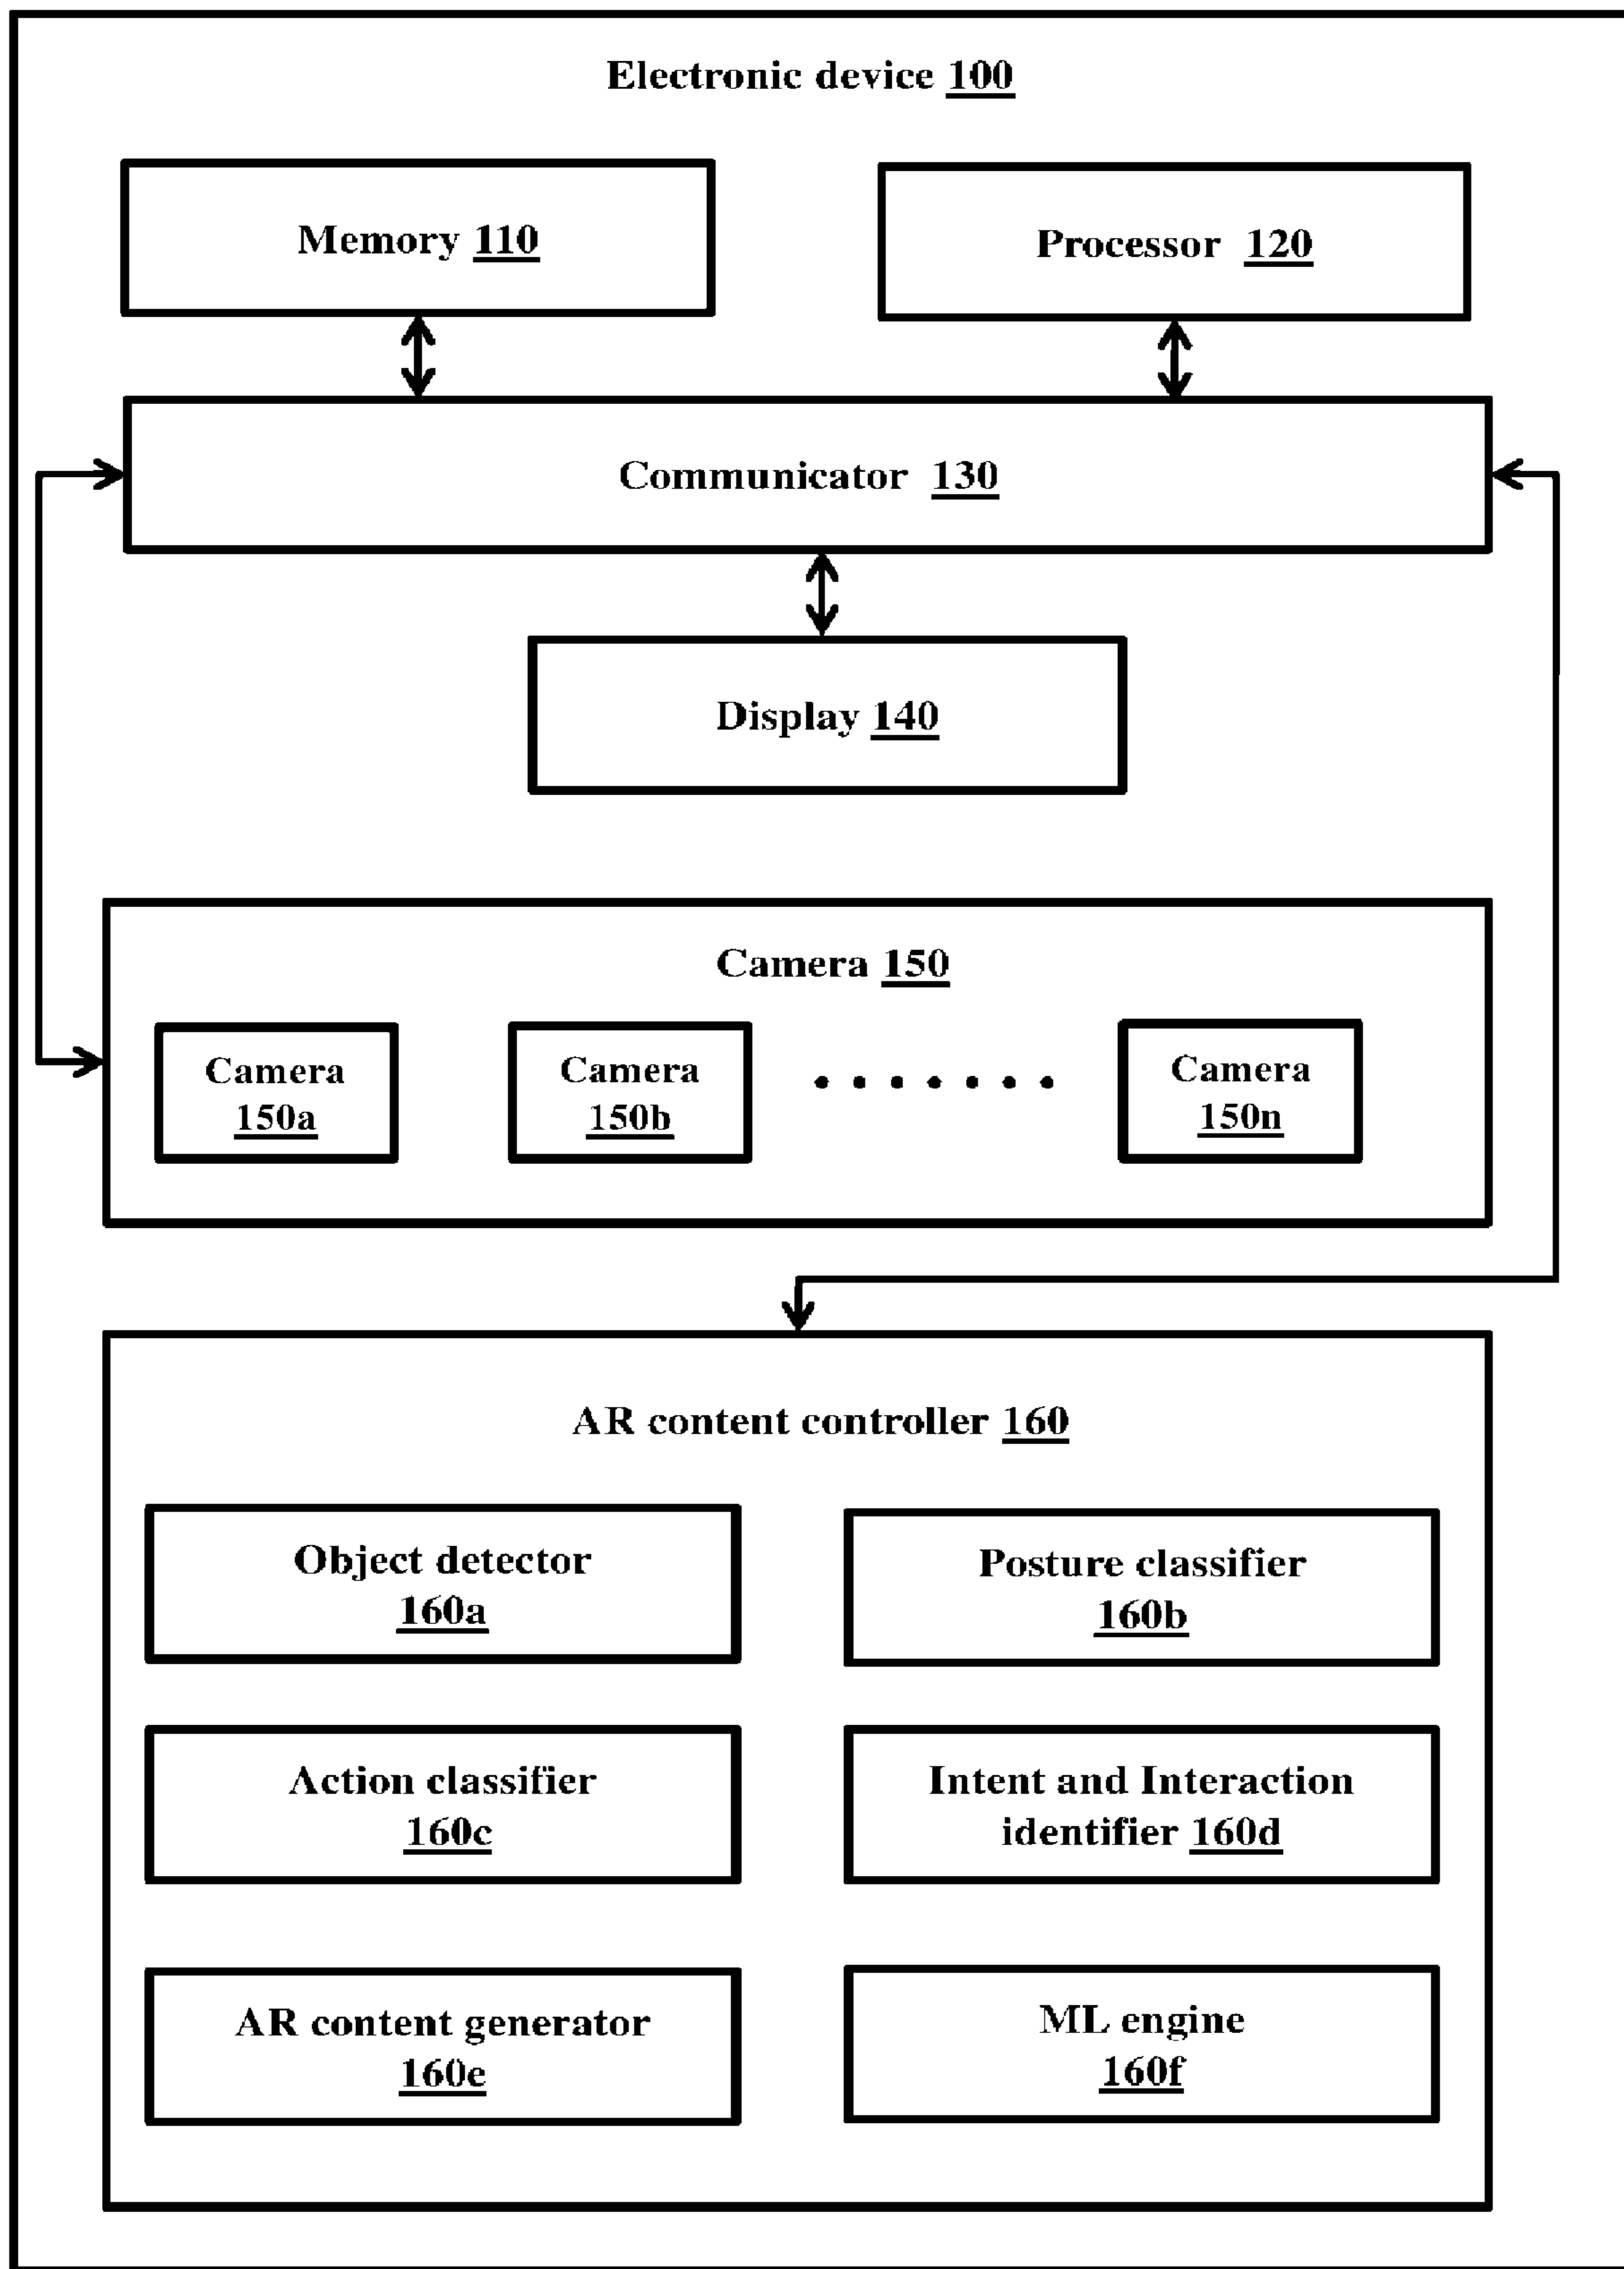 Electronic device 100
Memory 110
Processor 120
Communicator 130
Display 140
Camera 150
Camera
150a
Camera
150b
Camera
150n
AR content controller 160
Object detector
160a
Posture classifier
160b
Action classifier
160c
Intent and Interaction
identifier 160d
AR content generator
160e
ML engine
160f